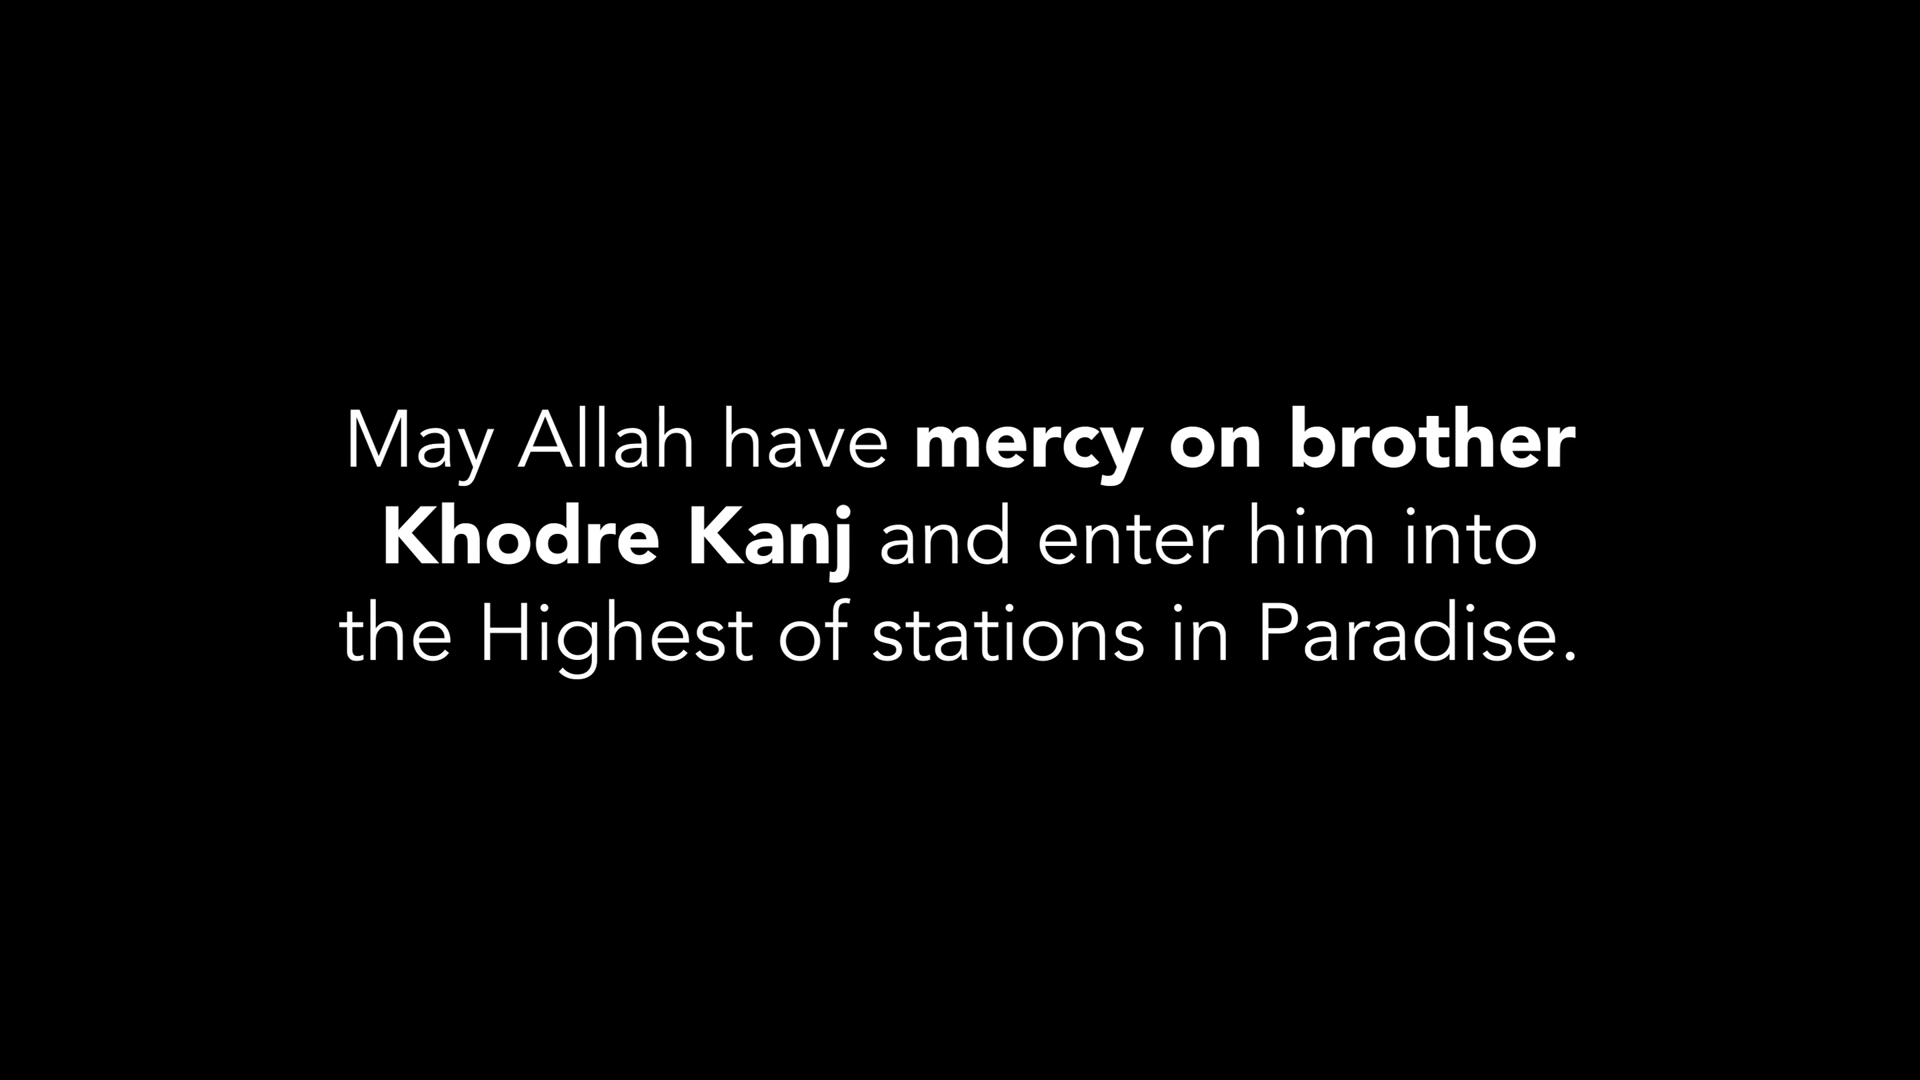 May Allah have mercy on brother
Khodre Kanj and enter him into
the Highest of stations in Paradise.